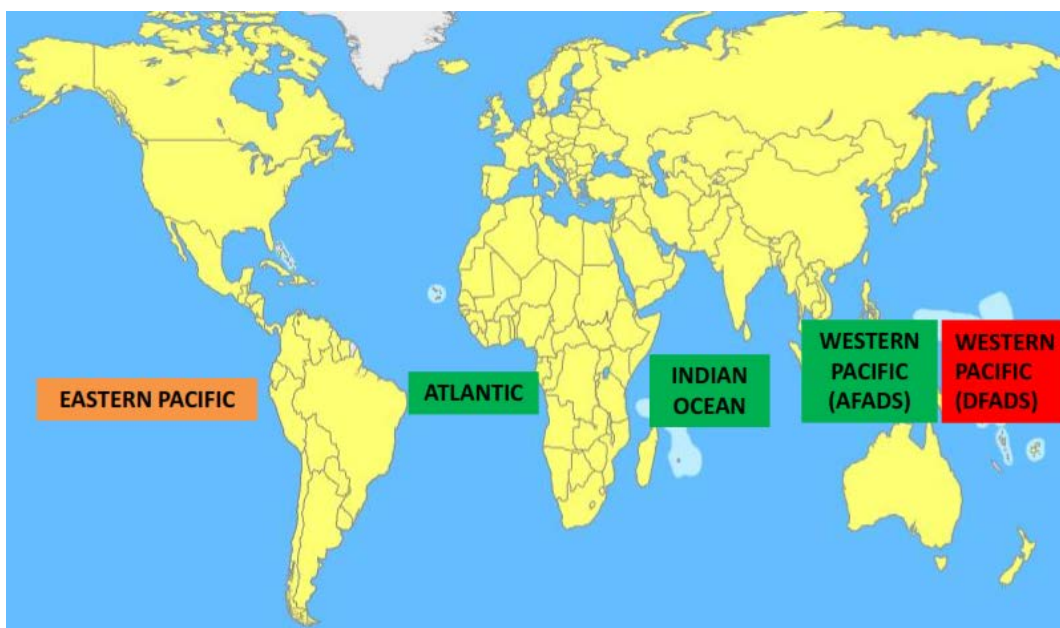 EASTERN PACIFIC
ATLANTIC
INDIAN
OCEAN
WESTERN
PACIFIC
(AFADS)
WESTERN
PACIFIC
(DFADS)